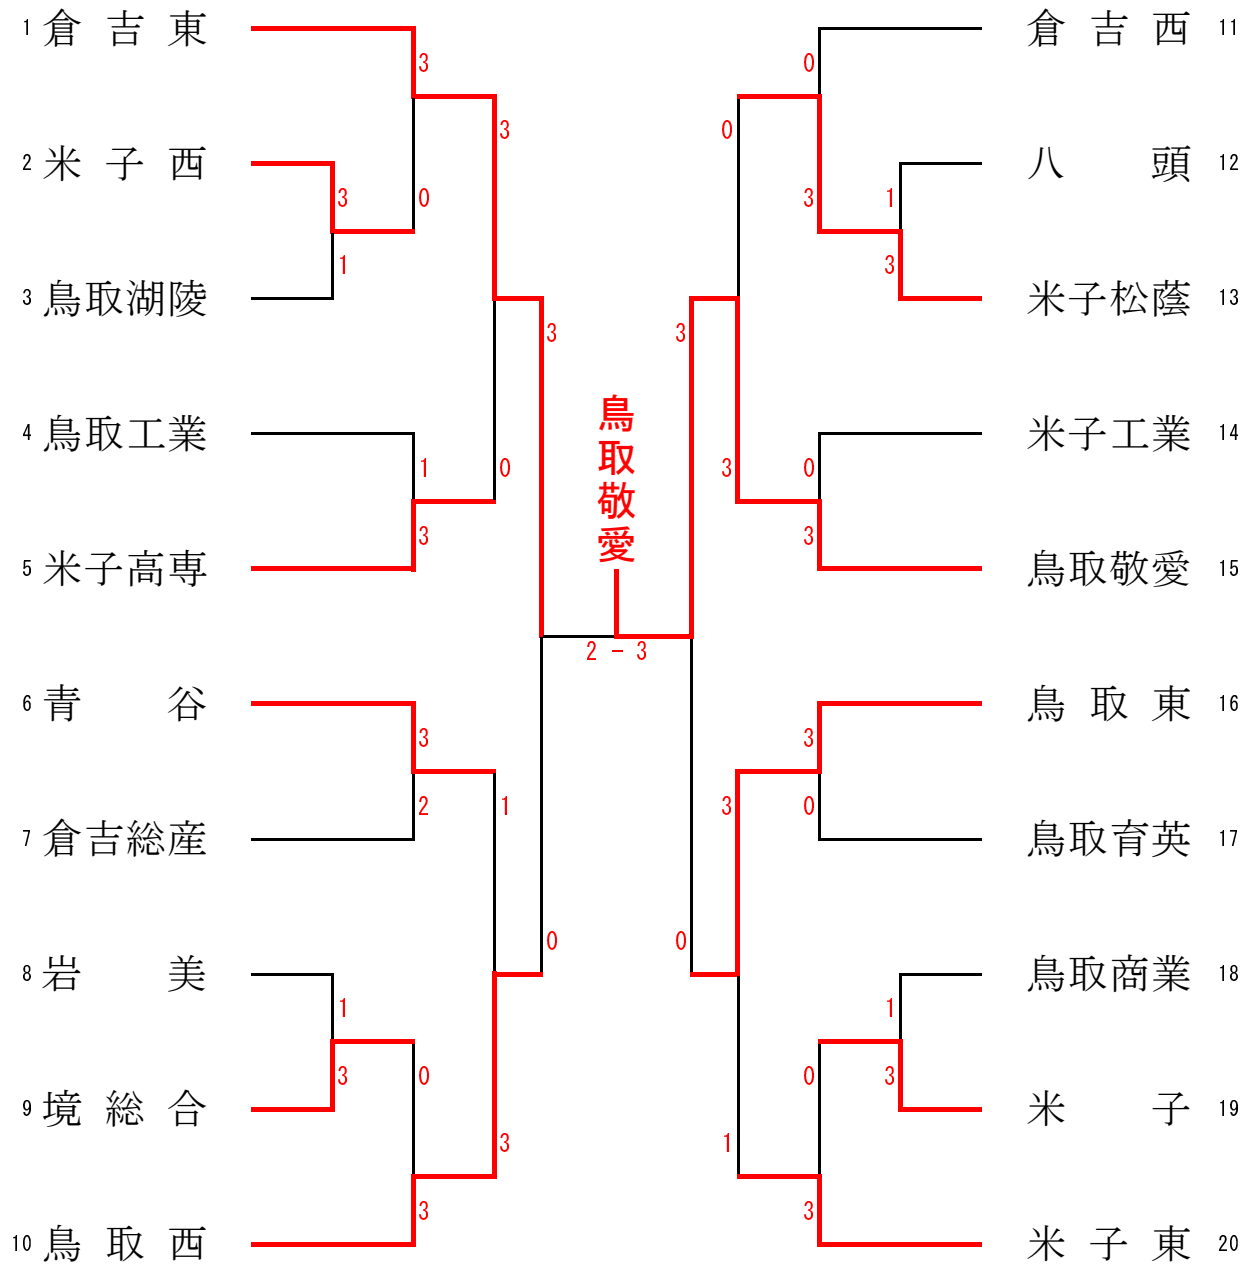 1 倉吉東
3
3
2 米子西
3
0
1
3 鳥取湖陵
3
4 鳥取工業
1
0
3
5 米子高専
6 青谷
3
2
1
7 倉吉総産
0
8 岩美
1
3
0
9 境総合
3
3
10 鳥取西
鳥取敬愛
2 - 3
倉吉西 11
0
0
八頭 12
3
1
3
米子松蔭 13
3
米子工業 14
3
0
3
鳥取敬愛 15
鳥取東 16
3
3
0
鳥取育英 17
0
鳥取商業 18
1
0
3
米子 19
1
3
米子東 20